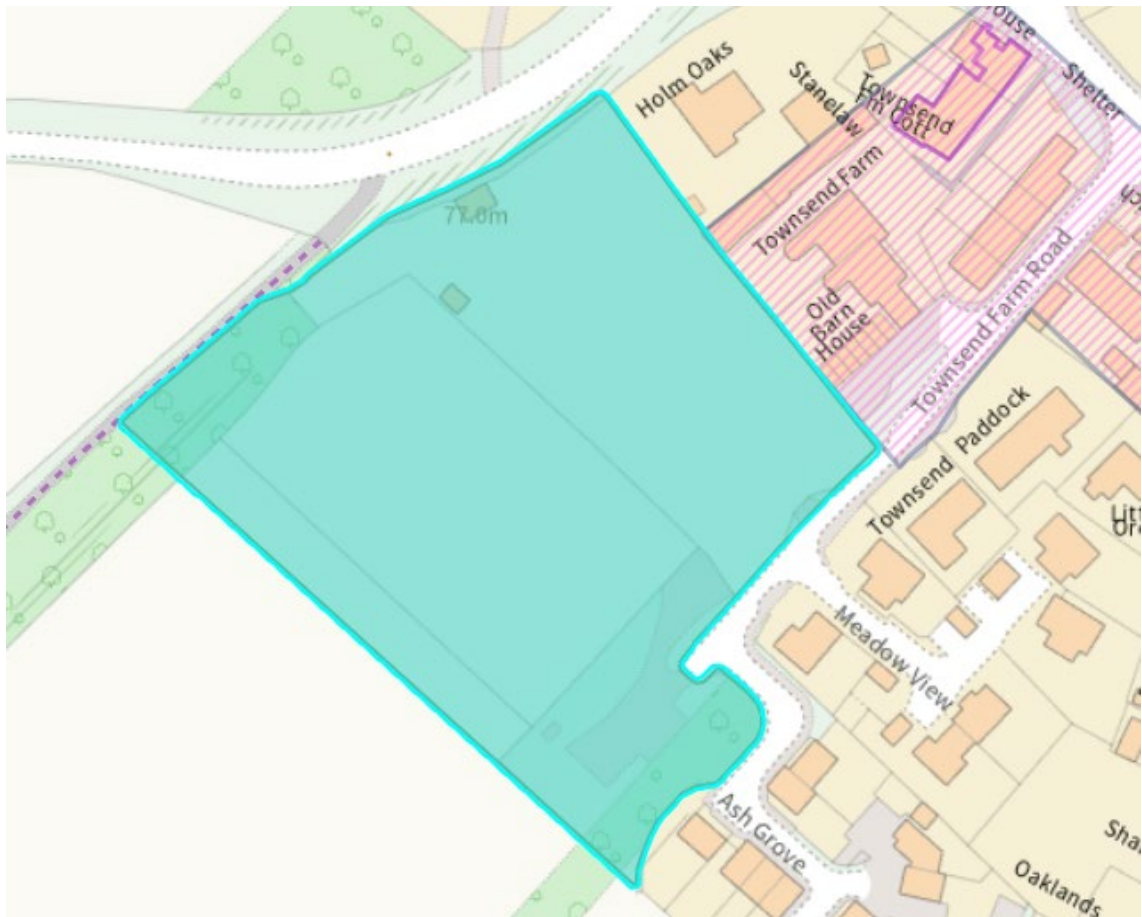 Holm Oaks
Stanelaw
Townsend
Shelter
77.0m
Townsend Farm
Old
Barn
House
Townsend Farm Road
Townsend Paddock
Meadow View
Ash Grove
Oaklands